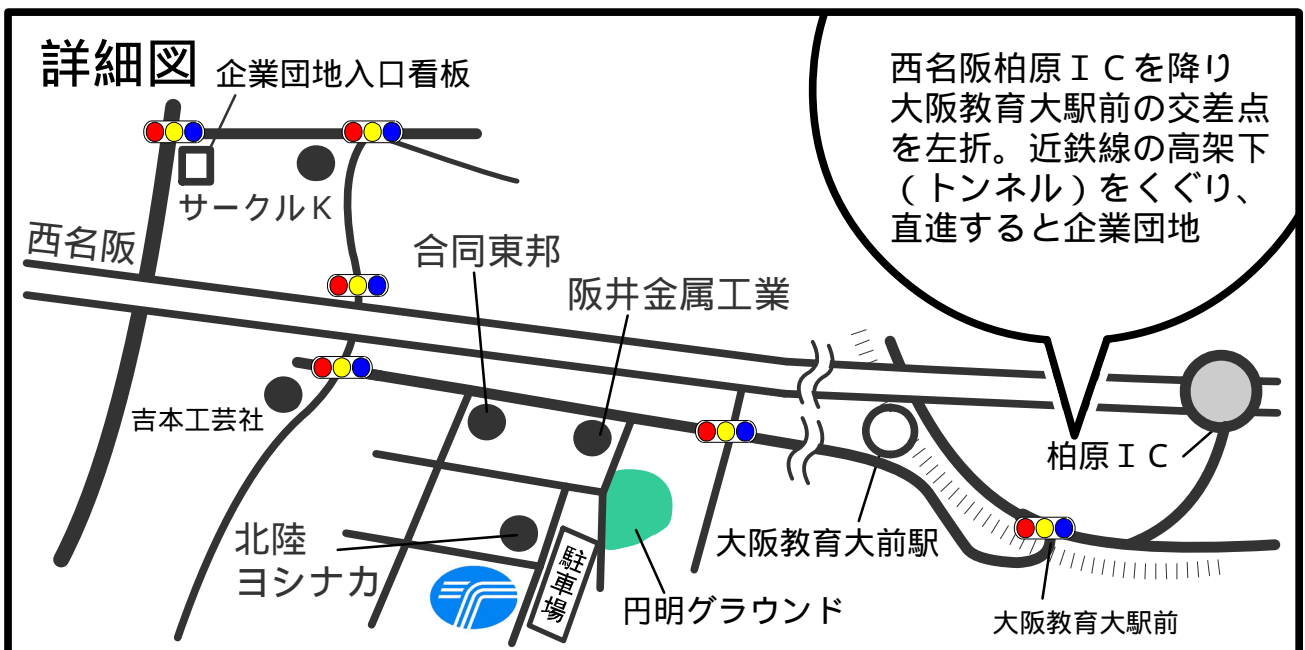 詳細図
企業団地入口看板
西名阪柏原ＩＣを降り
大阪教育大駅前の交差点
を左折。近鉄線の高架下
（トンネル）をくぐり、
直進すると企業団地
サークルＫ
西名阪
合同東邦
阪井金属工業
吉本工芸社
柏原ＩＣ
北陸
ヨシナカ
駐車場
大阪教育大前駅
円明グラウンド
大阪教育大駅前